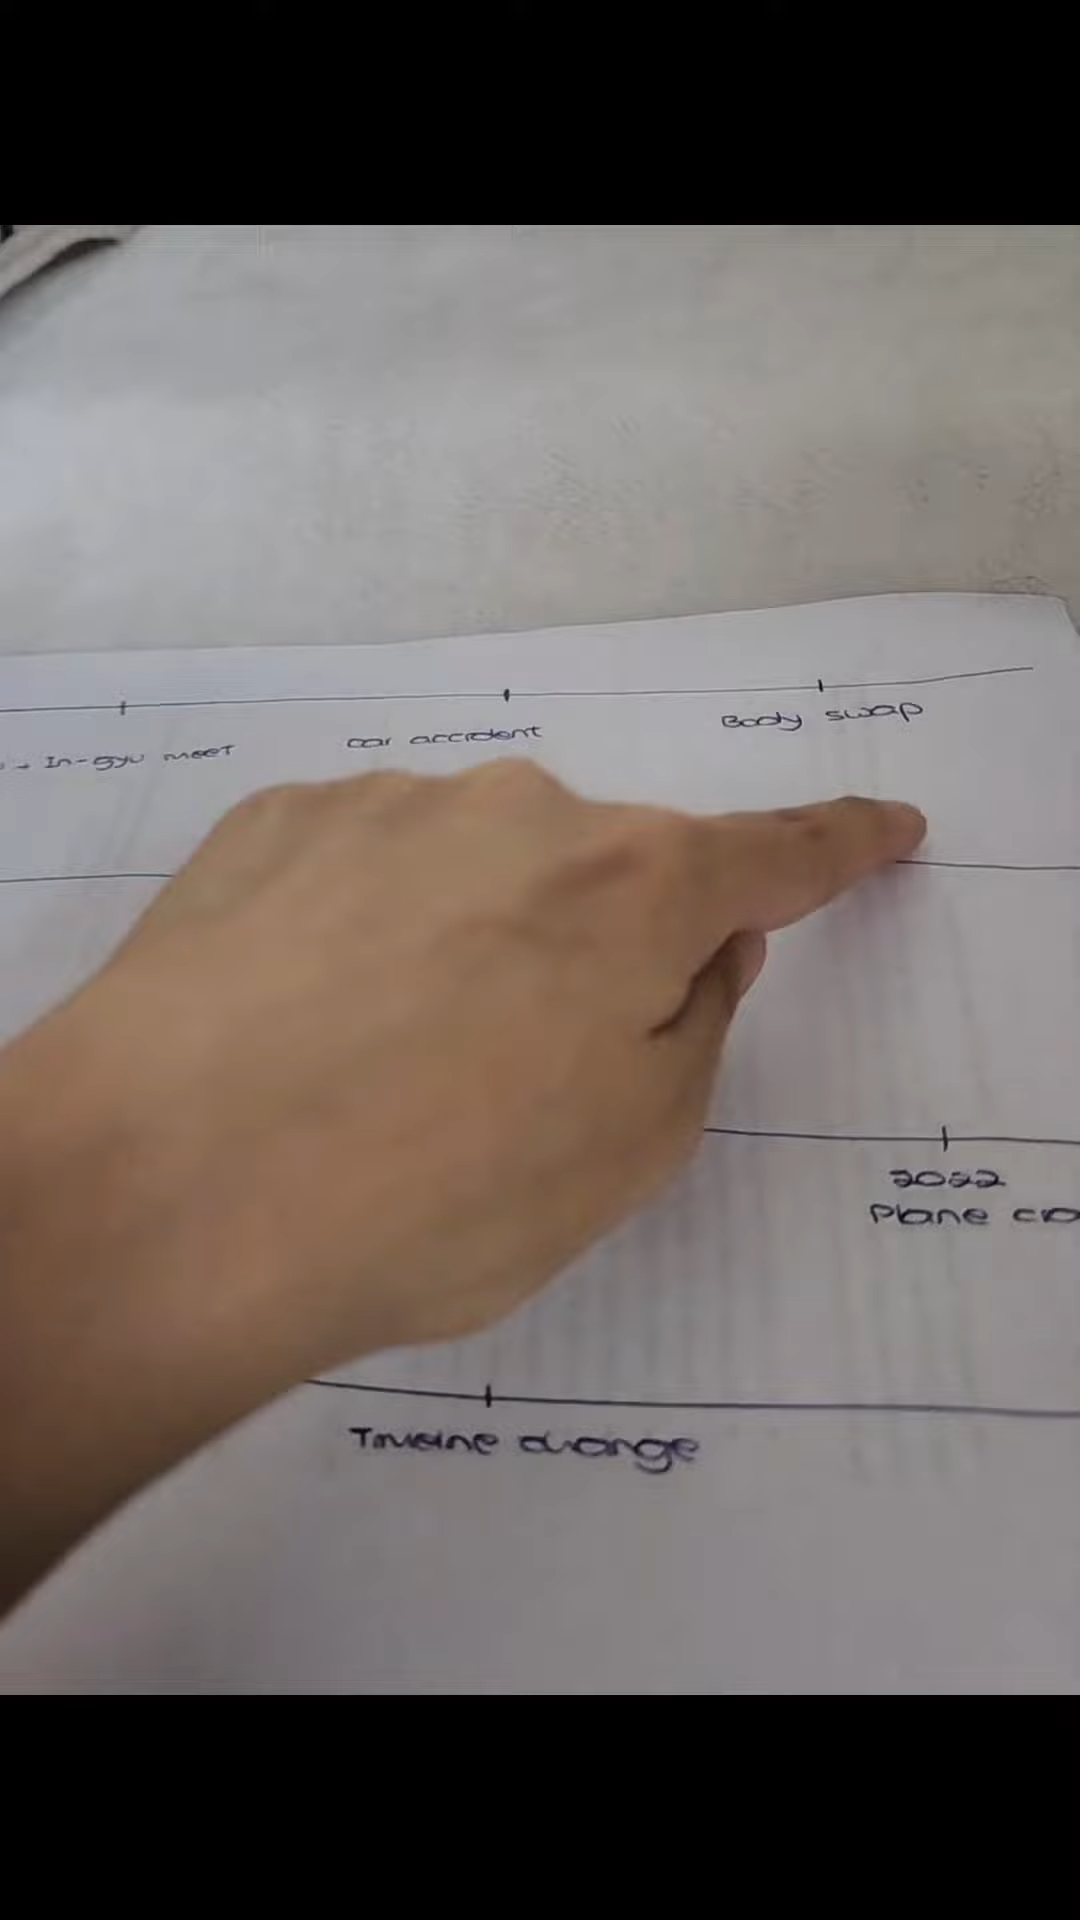 In-gyu meet
car accident
Body swap
2022
Plane
Timeline change